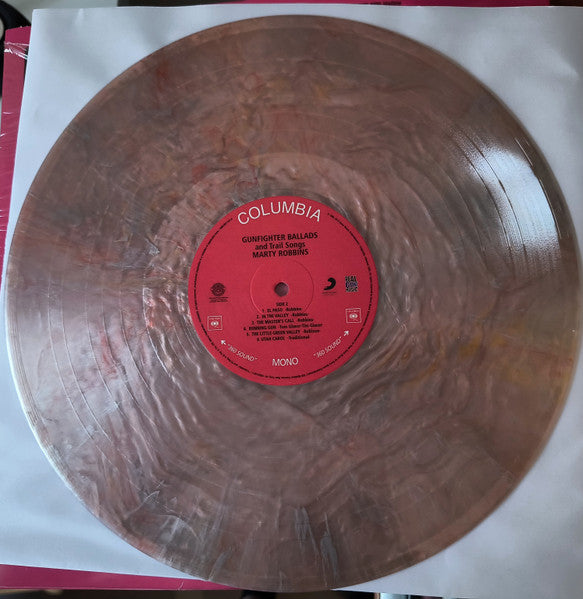 COLUMBIA
GUNFIGHTER BALLADS
and Trail Songs
MARTY ROBBINS
SIDE 2
1. EL PASO -Robbins-
2. IN THE VALLEY -Robbins-
3. THE MASTER'S CALL -Robbins-
4. RUNNING GUN -Tom Glaser-Jim Glaser-
5. THE LITTLE GREEN VALLEY -Robison-
6. UTAH CAROL -Traditional-
"360 SOUND" MONO "360 SOUND"